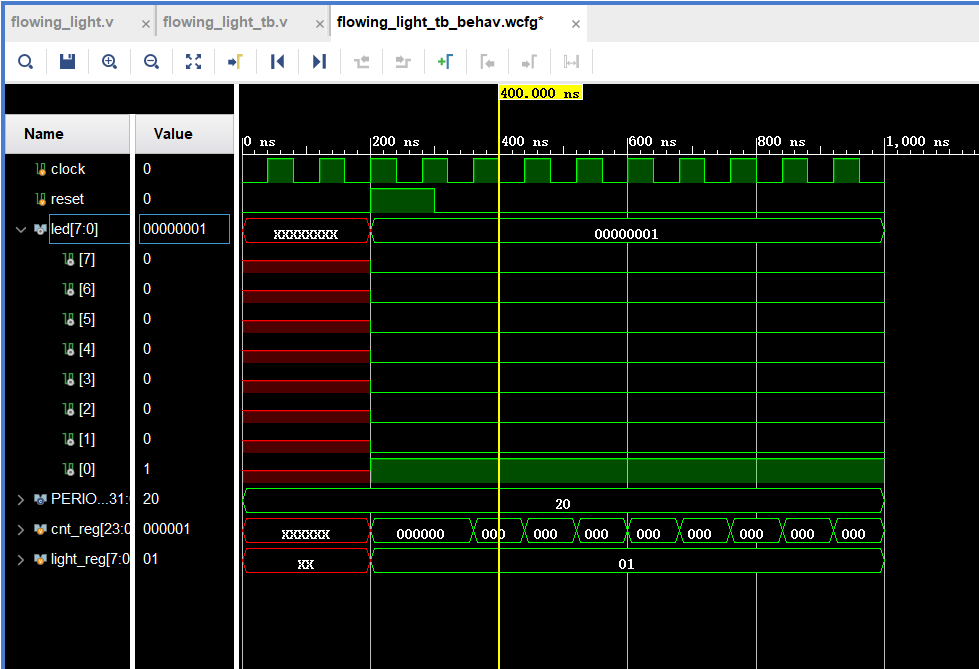 flowing_light.v × flowing_light_tb.v × flowing_light_tb_behav.wcfg* ×
400.000 ns
Name Value
0 ns 200 ns 400 ns 600 ns 800 ns 1,000 ns
clock 0
reset 0
led[7:0] 00000001 XXXXXXXX 00000001
[7] 0
[6] 0
[5] 0
[4] 0
[3] 0
[2] 0
[1] 0
[0] 1
PERIO...31: 20 20
cnt_reg[23:0 000001 XXXXXX 000000 000 000 000 000 000 000 000 000
light_reg[7:0 01 XX 01